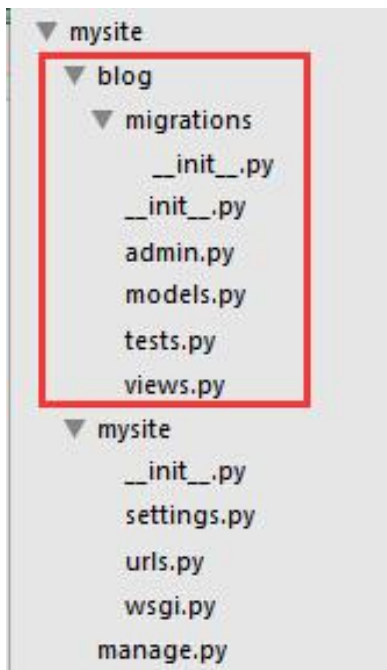 mysite
blog
migrations
__init__.py
__init__.py
admin.py
models.py
tests.py
views.py
mysite
__init__.py
settings.py
urls.py
wsgi.py
manage.py